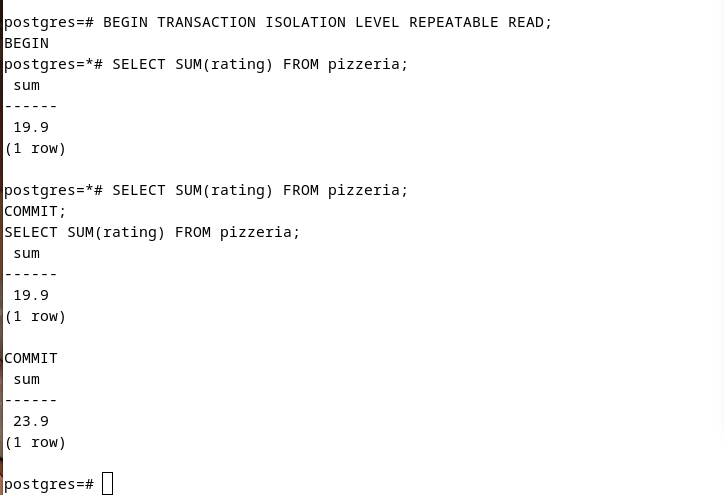 postgres=# BEGIN TRANSACTION ISOLATION LEVEL REPEATABLE READ;
BEGIN
postgres=*# SELECT SUM(rating) FROM pizzeria;
 sum
------
 19.9
(1 row)

postgres=*# SELECT SUM(rating) FROM pizzeria;
COMMIT;
SELECT SUM(rating) FROM pizzeria;
 sum
------
 19.9
(1 row)

COMMIT
 sum
------
 23.9
(1 row)

postgres=#